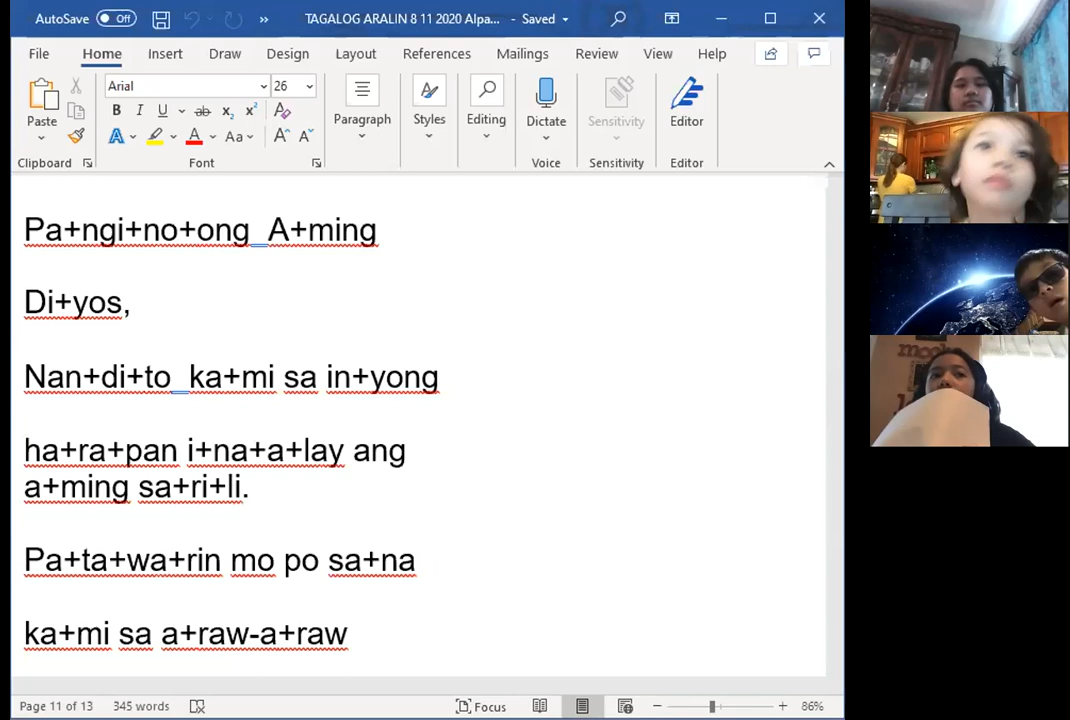 AutoSave Off TAGALOG ARALIN 8 11 2020 Alpa... - Saved
File Home Insert Draw Design Layout References Mailings Review View Help
Arial 26
Paste Paragraph Styles Editing Dictate Sensitivity Editor
B I U ab x₂ x² A
A A Aa A A
Clipboard Font Voice Sensitivity Editor
Pa+ngi+no+ong A+ming
Di+yos,
Nan+di+to ka+mi sa in+yong
ha+ra+pan i+na+a+lay ang
a+ming sa+ri+li.
Pa+ta+wa+rin mo po sa+na
ka+mi sa a+raw-a+raw
Page 11 of 13 345 words Focus 86%